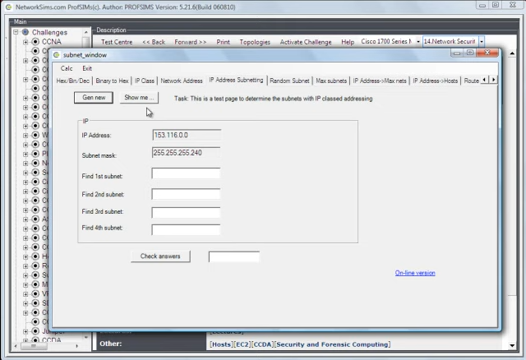 NetworkSims.com ProfSIMs(c). ProfSIMs Version: 5.21.6(Build 060810)
Main
Challenges
Description
CCNA
Test Centre << Back Forward >> Print Topologies Activate Challenge Help Cisco 1700 Series 14.Network Securit
subnet_window
Calc Exit
Hex/Bin/Dec Binary to Hex IP Class Network Address IP Address Subnetting Random Subnet Max subnets IP Address->Max nets IP Address->Hosts Route
Gen new Show me ... Task: This is a test page to determine the subnets with IP classed addressing
IP
IP Address: 153.116.0.0
Subnet mask: 255.255.255.240
Find 1st subnet:
Find 2nd subnet:
Find 3rd subnet:
Find 4th subnet:
Check answers
On-line version
Other: [Hosts][EC2][CCDA][Security and Forensic Computing]